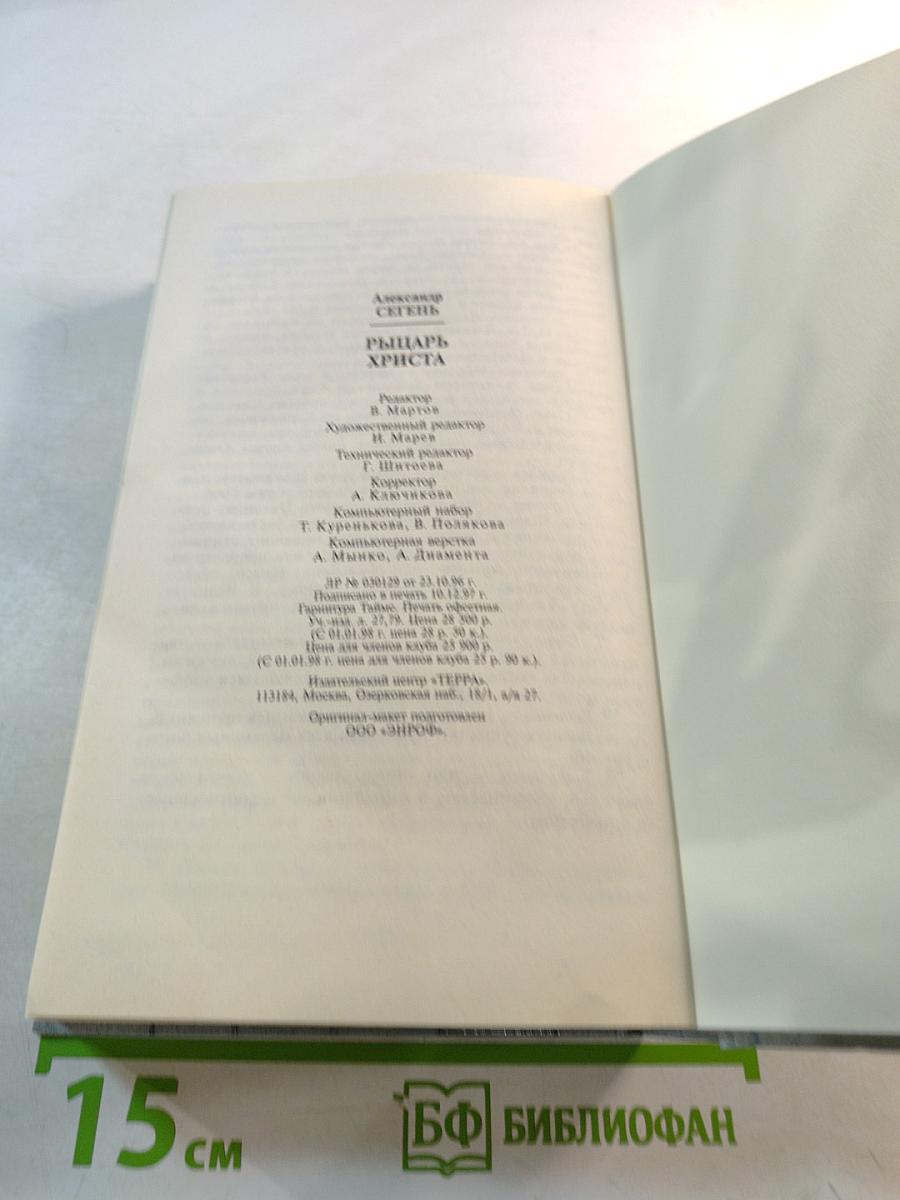 Александр
СЕГЕНЬ
РЫЦАРЬ
ХРИСТА
Редактор
В. Мартов
Художественный редактор
И. Марев
Технический редактор
Г. Шитоева
Корректор
А. Ключикова
Компьютерный набор
Т. Куренькова, В. Полякова
Компьютерная верстка
А. Мынко, А. Диамента
ЛР № 030129 от 23.10.96 г.
Подписано в печать 10.12.97 г.
Гарнитура Таймс. Печать офсетная.
Уч.-изд. л. 27,79. Цена 28 500 р.
(С 01.01.98 г. цена 28 р. 50 к.).
Цена для членов клуба 25 900 р.
(С 01.01.98 г. цена для членов клуба 25 р. 90 к.).
Издательский центр «ТЕРРА».
113184, Москва, Озерковская наб., 18/1, а/я 27.
Оригинал-макет подготовлен
ООО «ЭНРОФ».
15 см
БФ БИБЛИОФАН